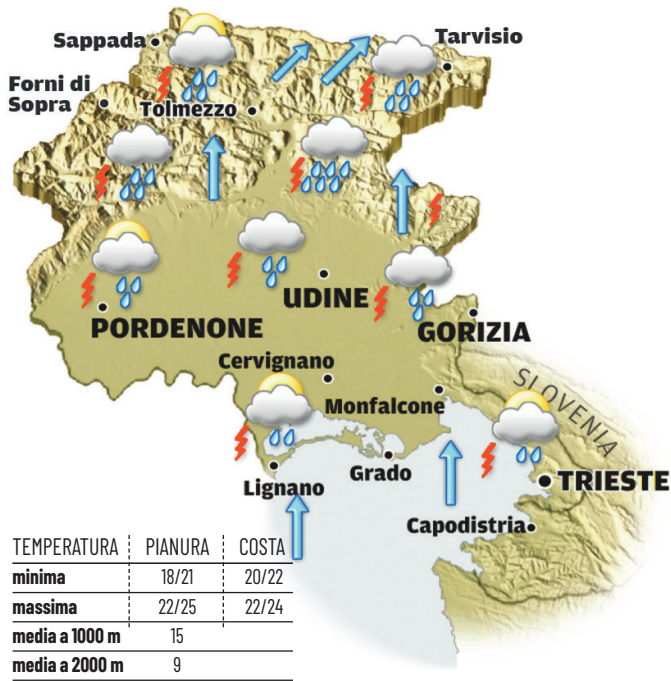 Sappada
Tarvisio
Forni di
Sopra
Tolmezzo
UDINE
PORDENONE
GORIZIA
Cervignano
SLOVENIA
Monfalcone
Grado
TRIESTE
Lignano
Capodistria
TEMPERATURA PIANURA COSTA
minima 18/21 20/22
massima 22/25 22/24
media a 1000 m 15
media a 2000 m 9